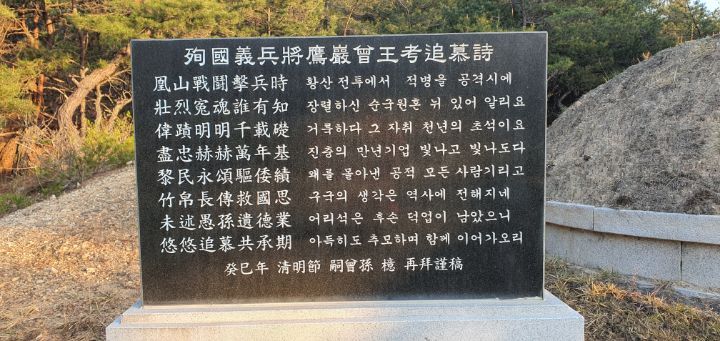 殉國義兵將鷹巖曾王考追慕詩
凰山戰鬪擊兵時 황산 전투에서 적병을 공격시에
壯烈寃魂誰有知 장렬하신 순국원혼 뉘 있어 알리요
偉蹟明明千載礎 거룩하다 그 자취 천년의 초석이요
盡忠赫赫萬年基 진충의 만년기업 빛나고 빛나도다
黎民永頌驅倭績 왜를 몰아낸 공적 모든 사람기리고
竹帛長傳救國思 구국의 생각은 역사에 전해지네
未述愚孫遺德業 어리석은 후손 덕업이 남았으니
悠悠追慕共承期 아득히도 추모하며 함께 이어가오리
癸巳年 清明節 嗣曾孫 檍 再拜謹稿